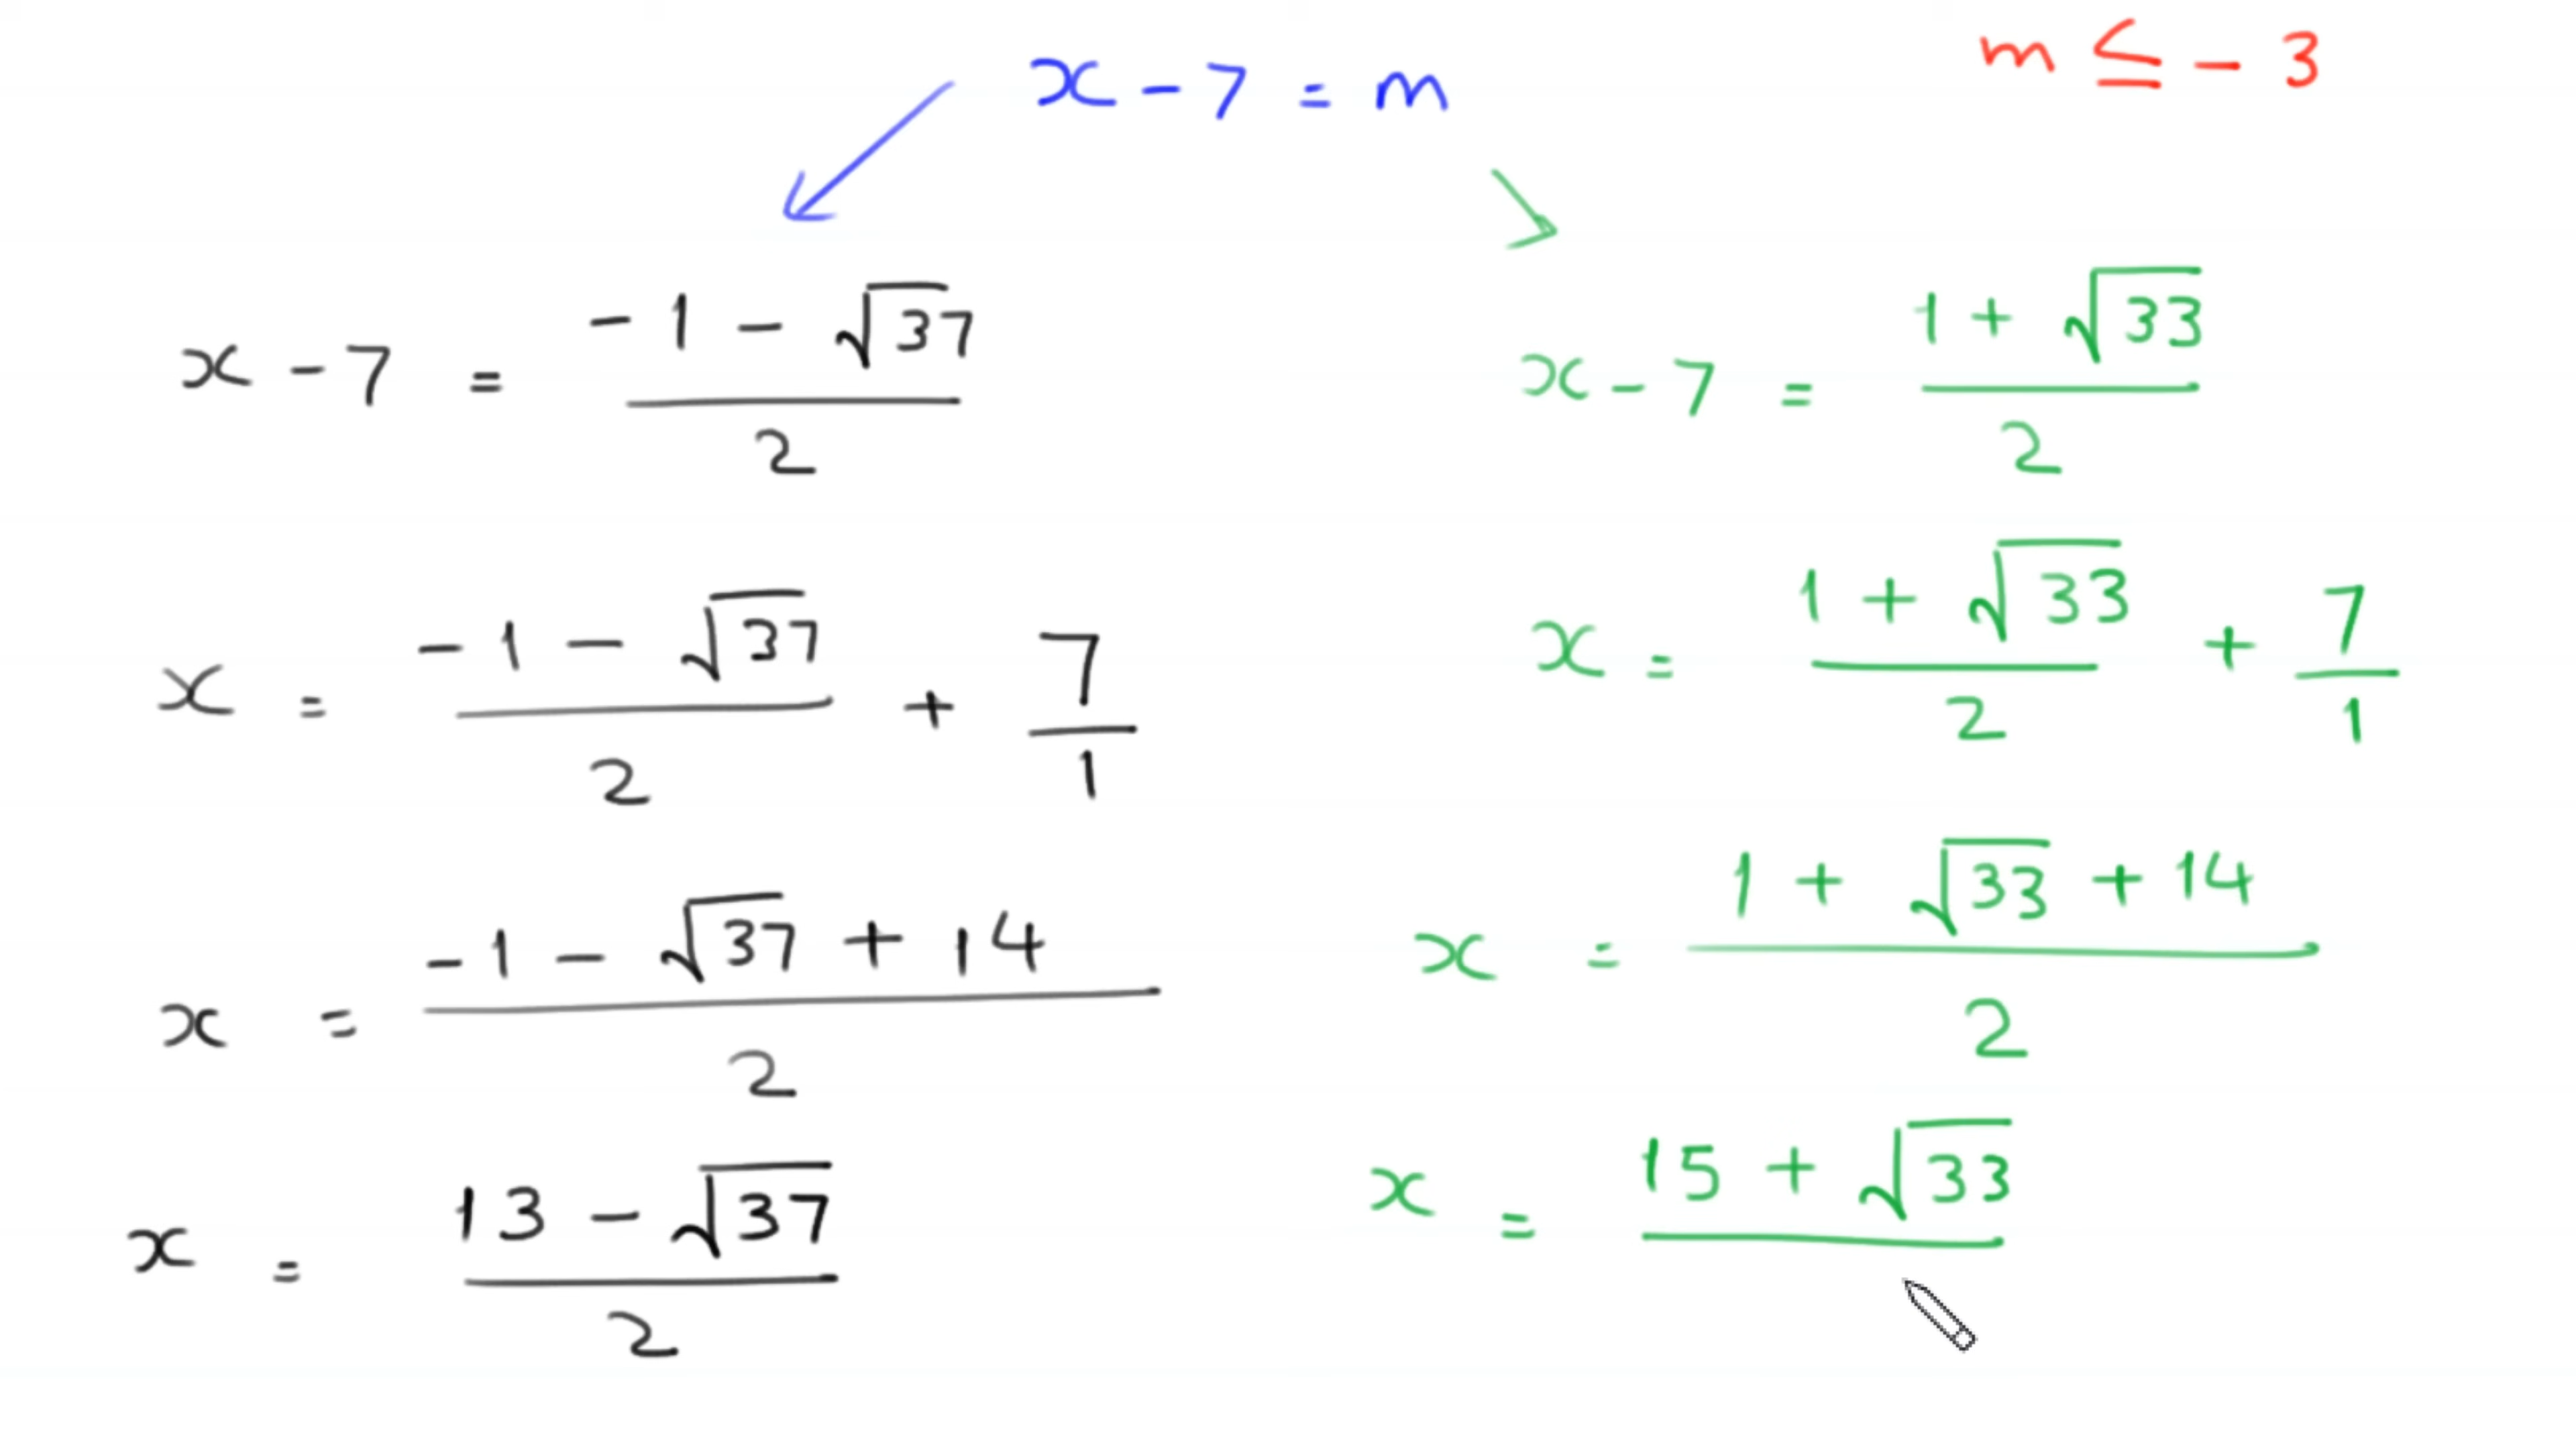 x - 7 = m
m ≤ - 3
x - 7 = (- 1 - √37) / 2
x = (- 1 - √37) / 2 + 7/1
x = (- 1 - √37 + 14) / 2
x = (13 - √37) / 2
x - 7 = (1 + √33) / 2
x = (1 + √33) / 2 + 7/1
x = (1 + √33 + 14) / 2
x = (15 + √33) /